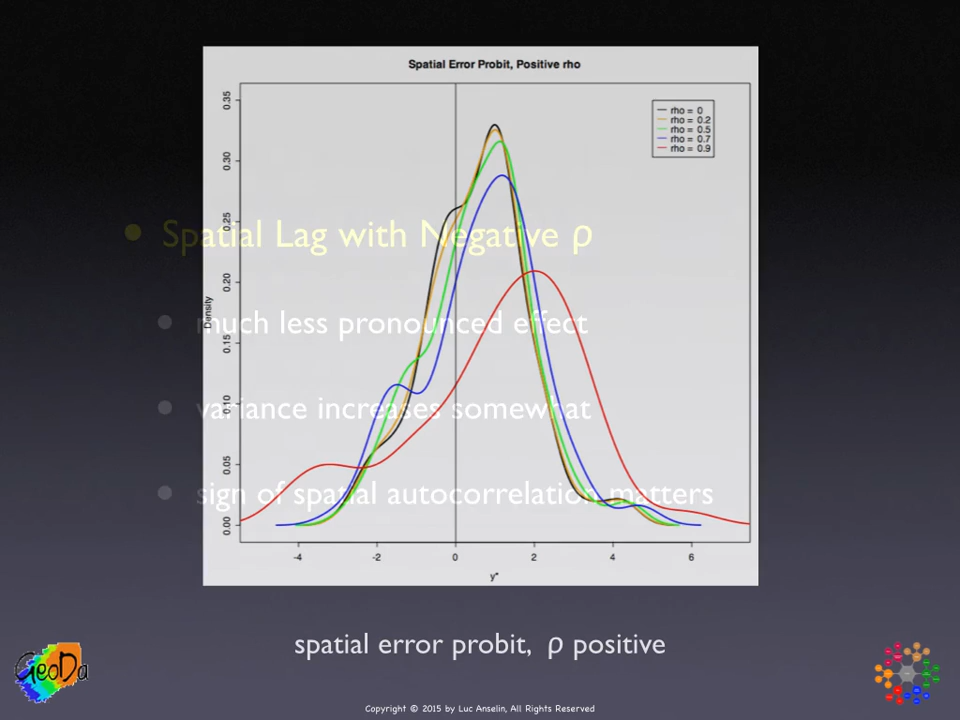 Spatial Error Probit, Positive rho
0.35
rho = 0
rho = 0.2
rho = 0.5
rho = 0.7
rho = 0.9
0.30
0.25
• Spatial Lag with Negative ρ
0.20
Density
• much less pronounced effect
0.15
0.10
• variance increases somewhat
0.05
• sign of spatial autocorrelation matters
0.00
-4 -2 0 2 4 6
y*
spatial error probit, ρ positive
GeoDa
Copyright © 2015 by Luc Anselin, All Rights Reserved